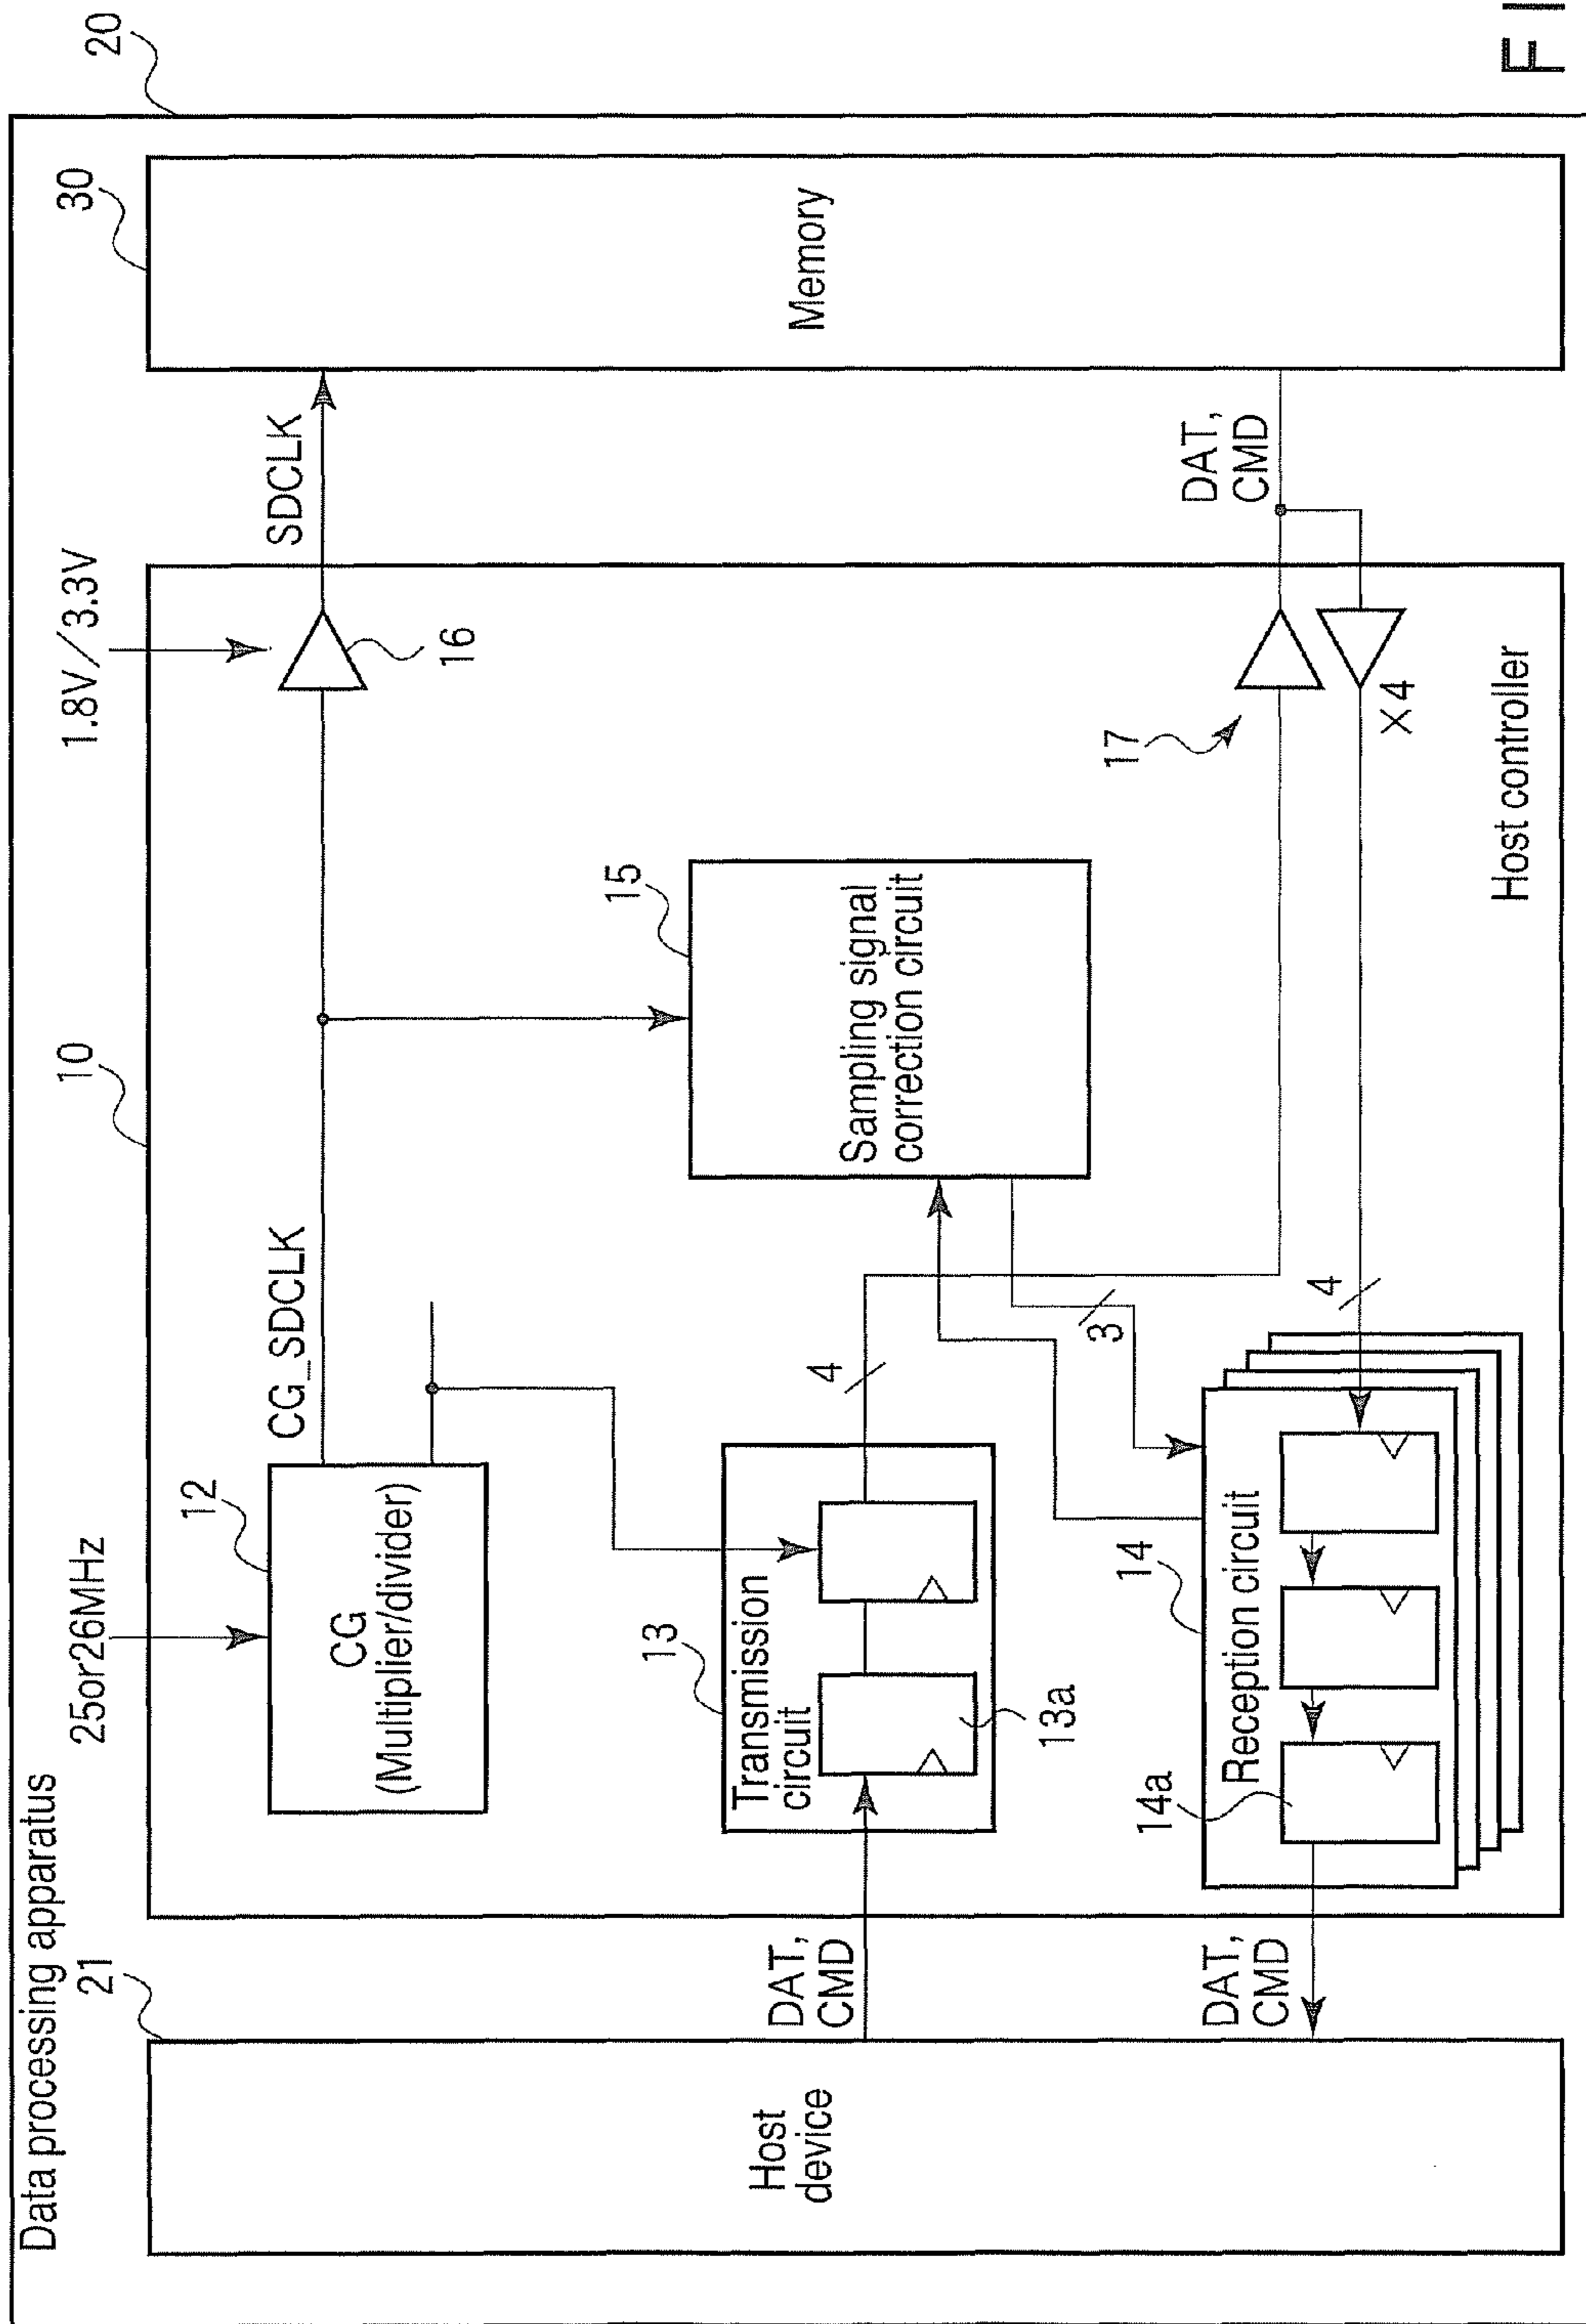 Data processing apparatus
20
21
Host
device
10
30
Memory
25or26MHz
12
CG
(Multiplier/divider)
CG_SDCLK
1.8V/3.3V
16
SDCLK
15
Sampling signal
correction circuit
13
Transmission
circuit
13a
4
3
DAT,
CMD
17
DAT,
CMD
×4
4
14
Reception circuit
14a
DAT,
CMD
Host controller